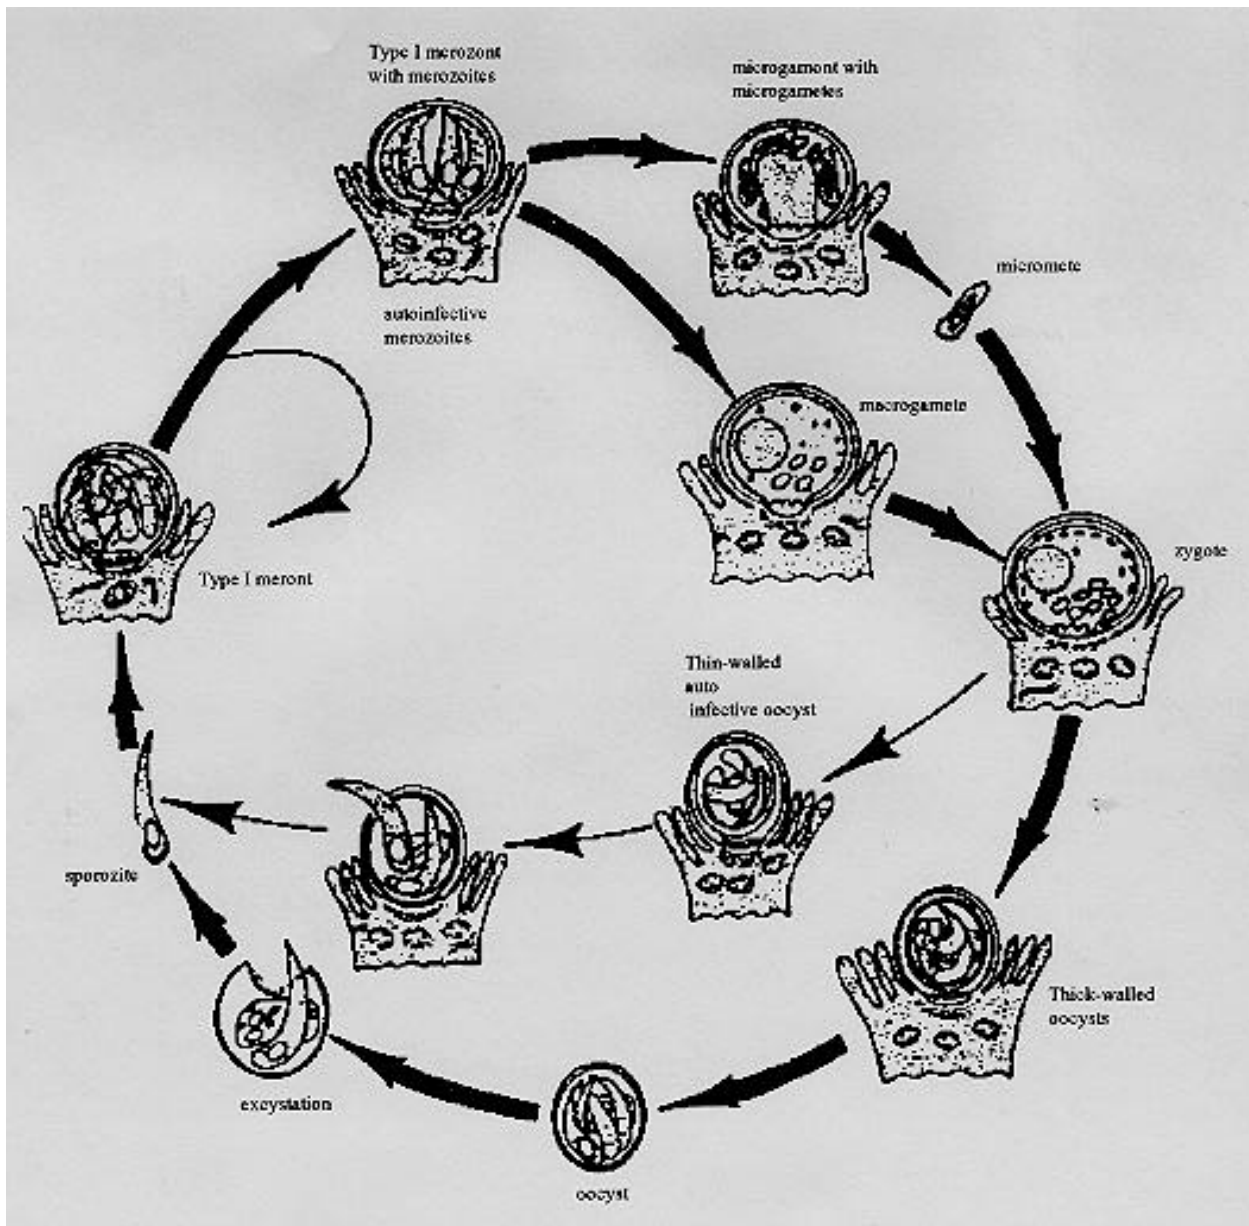 Type I merozont
with merozoites
microgamont with
microgametes
micromete
autoinfective
merozoites
macrogamete
zygote
Type I meront
Thin-walled
auto
infective oocyst
sporozite
Thick-walled
oocysts
excystation
oocyst